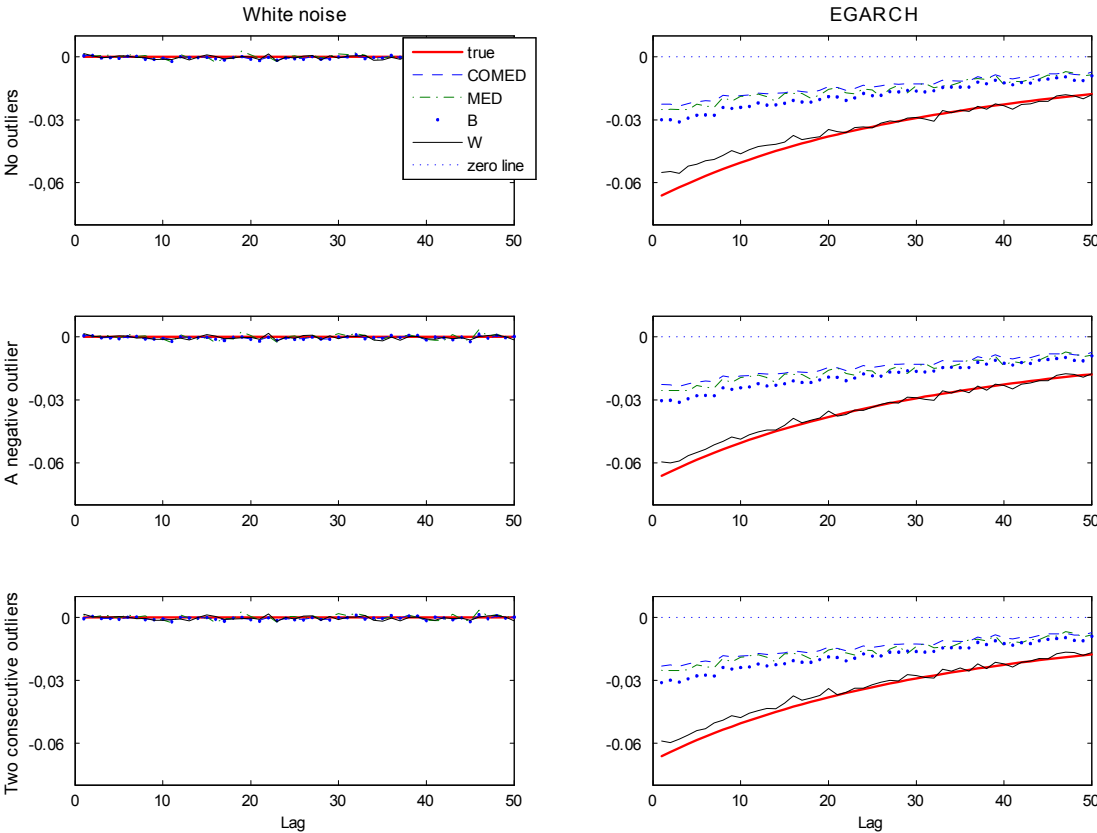 White noise
EGARCH
No outliers
0
-0.03
-0,06
0 10 20 30 40 50
true
COMED
MED
B
W
zero line
0
-0.03
-0.06
0 10 20 30 40 50
A negative outlier
0
-0,03
-0.06
0 10 20 30 40 50
0
-0,03
-0.06
0 10 20 30 40 50
Two consecutive outliers
0
-0,03
-0.06
0 10 20 30 40 50
Lag
0
-0,03
-0.06
0 10 20 30 40 50
Lag